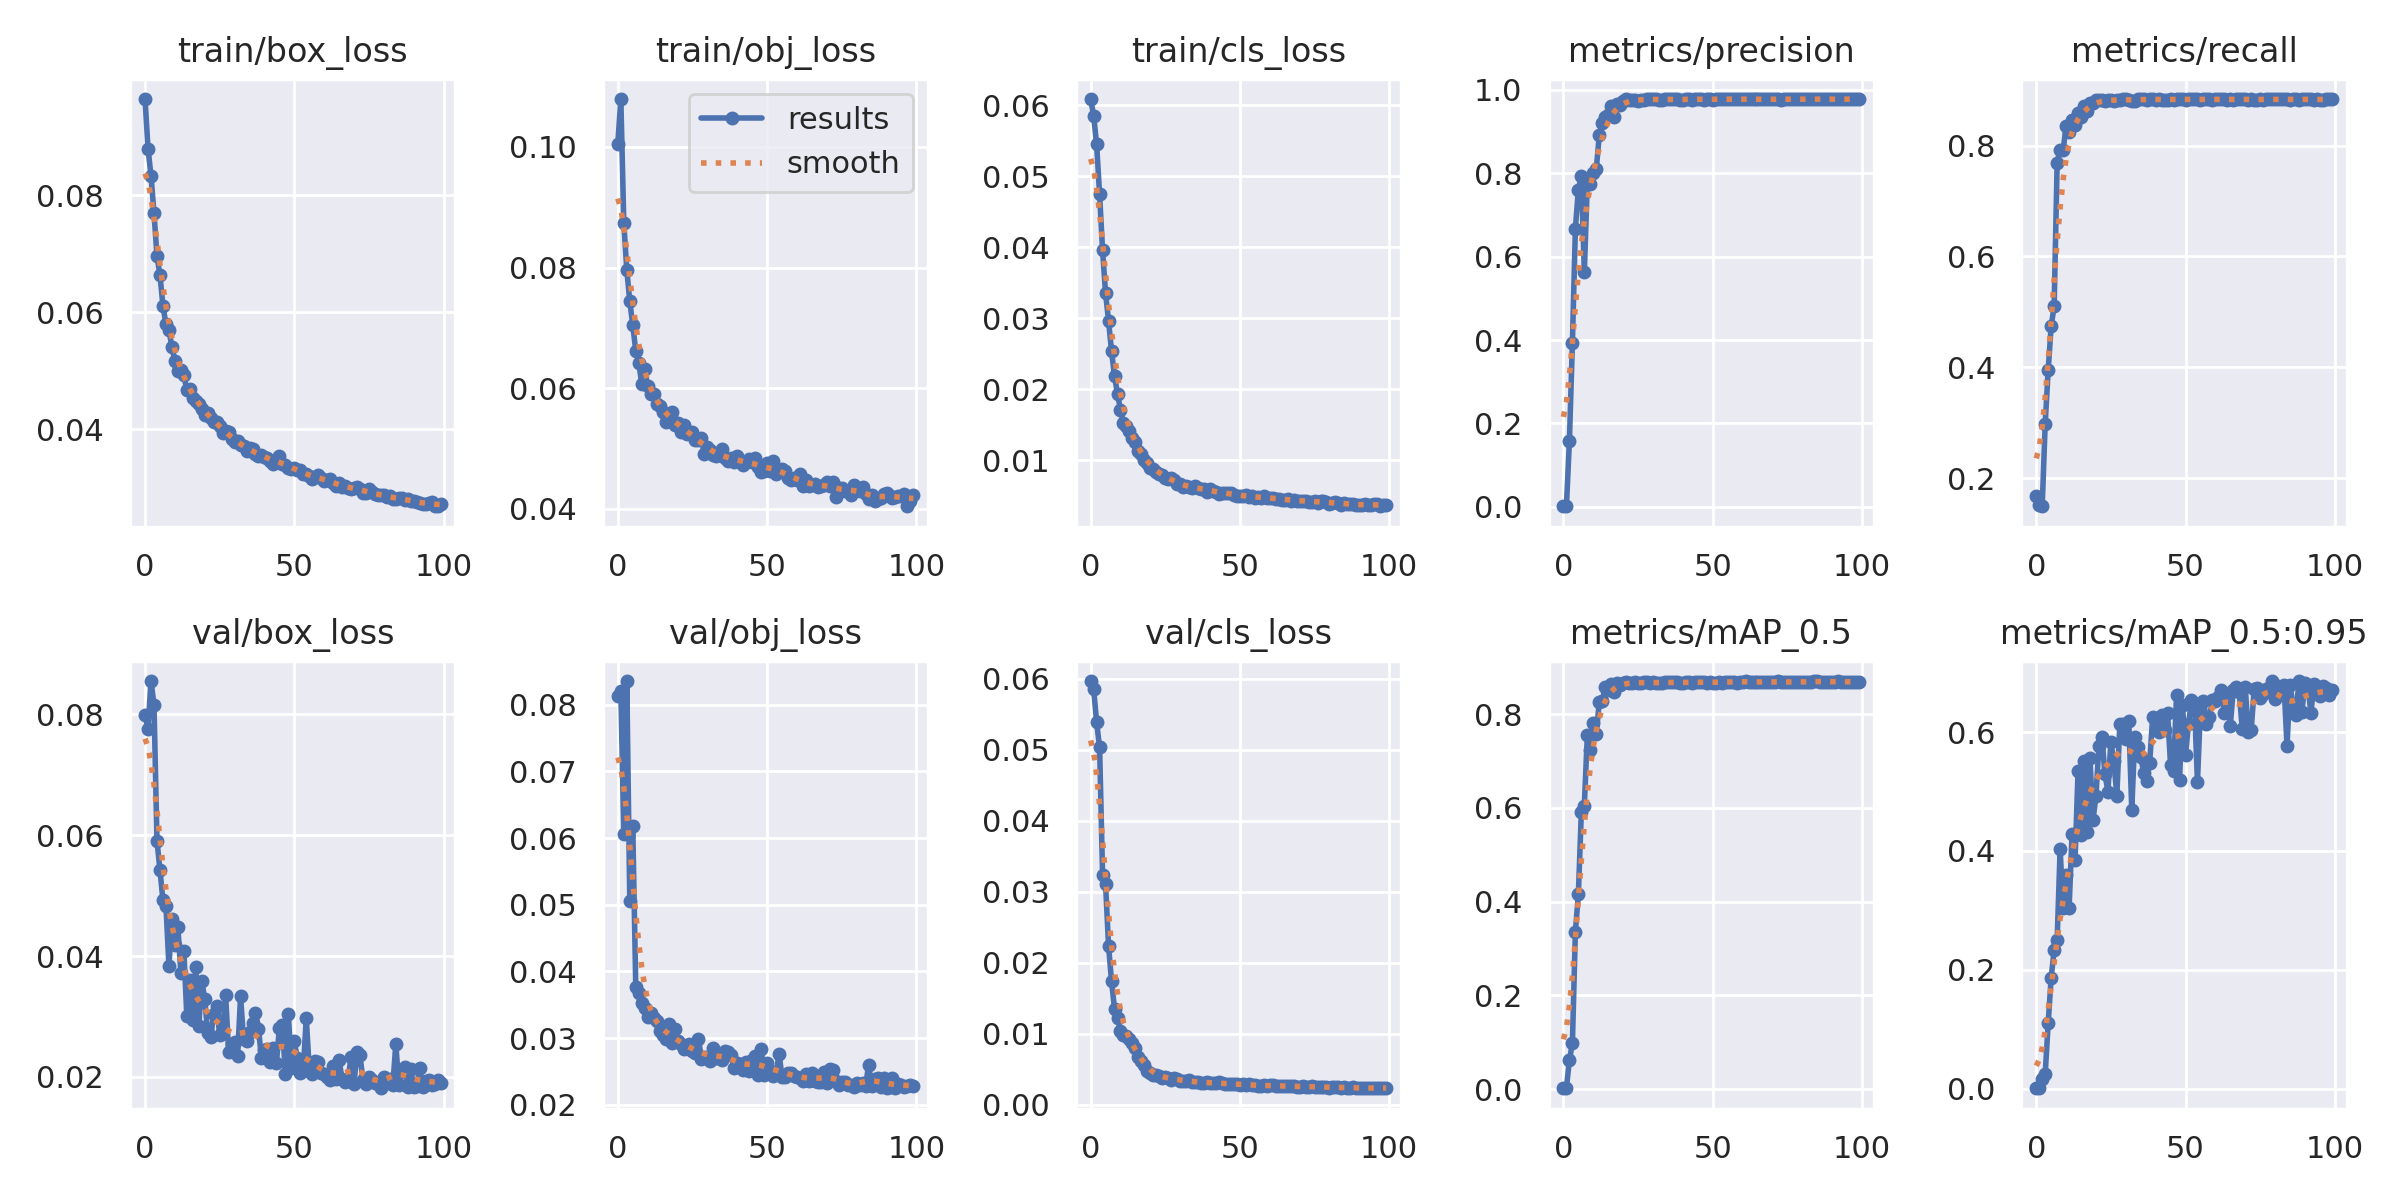 train/box_loss
train/obj_loss
train/cls_loss
metrics/precision
metrics/recall
0.08
0.06
0.04
0 50 100
results
smooth
0.10
0.08
0.06
0.04
0 50 100
0.06
0.05
0.04
0.03
0.02
0.01
0 50 100
1.0
0.8
0.6
0.4
0.2
0.0
0 50 100
0.8
0.6
0.4
0.2
0 50 100
val/box_loss
val/obj_loss
val/cls_loss
metrics/mAP_0.5
metrics/mAP_0.5:0.95
0.08
0.06
0.04
0.02
0 50 100
0.08
0.07
0.06
0.05
0.04
0.03
0.02
0 50 100
0.06
0.05
0.04
0.03
0.02
0.01
0.00
0 50 100
0.8
0.6
0.4
0.2
0.0
0 50 100
0.6
0.4
0.2
0.0
0 50 100